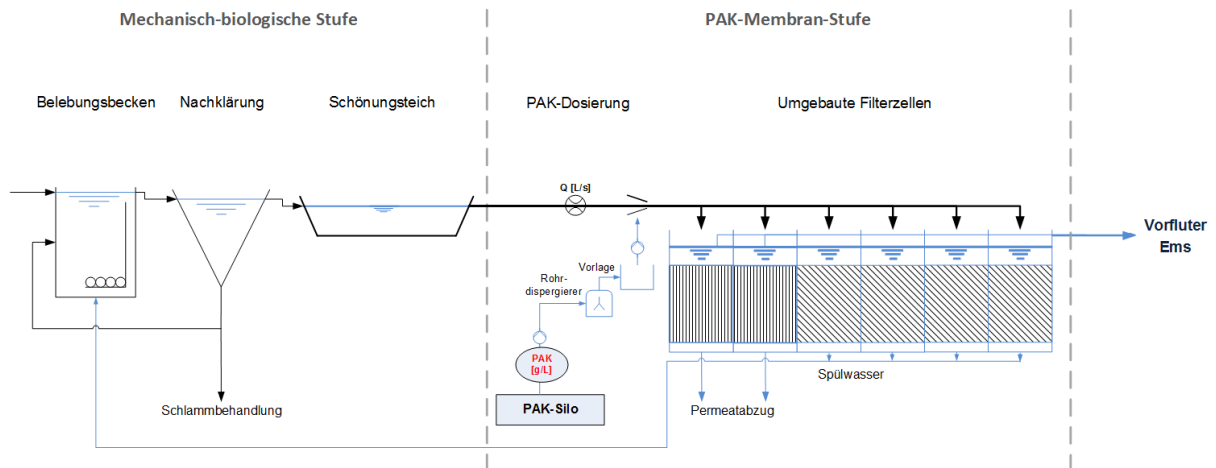 Mechanisch-biologische Stufe
PAK-Membran-Stufe
Belebungsbecken
Nachklärung
Schönungsteich
PAK-Dosierung
Umgebaute Filterzellen
Q [L/s]
Vorfluter
Ems
Vorlage
Rohr-
dispergierer
PAK
[g/L]
Spülwasser
PAK-Silo
Schlammbehandlung
Permeatabzug